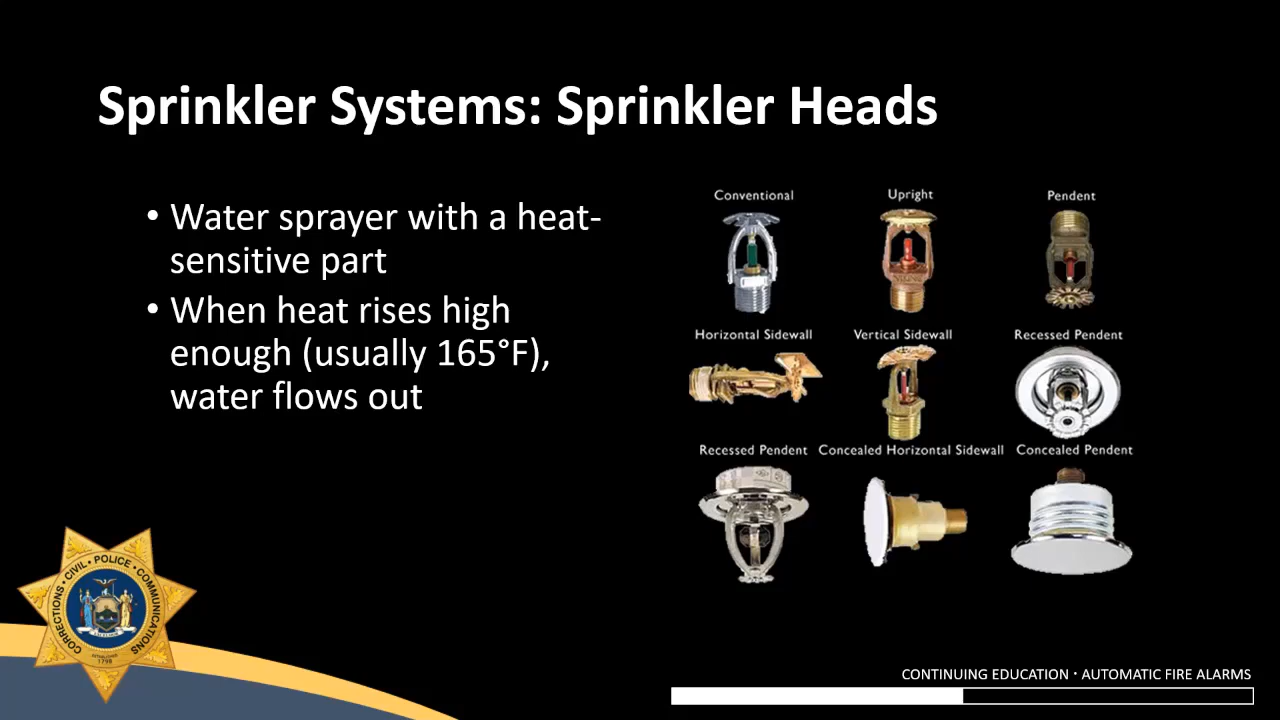 Sprinkler Systems: Sprinkler Heads
• Water sprayer with a heat-
sensitive part
• When heat rises high
enough (usually 165°F),
water flows out
Conventional
Upright
Pendent
Horizontal Sidewall
Vertical Sidewall
Recessed Pendent
Recessed Pendent
Concealed Horizontal Sidewall
Concealed Pendent
CORRECTIONS • CIVIL • POLICE • COMMUNICATIONS
ESTABLISHED
1798
CONTINUING EDUCATION • AUTOMATIC FIRE ALARMS